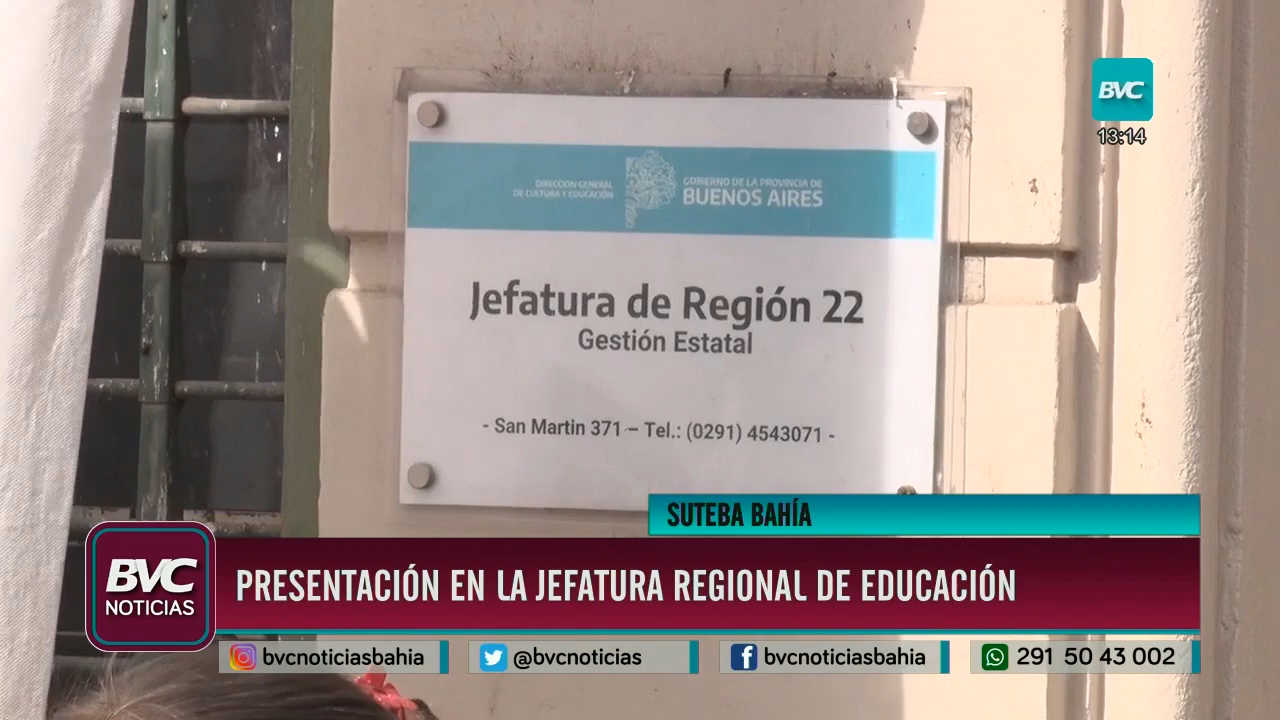 BVC
13:14
DIRECCIÓN GENERAL
DE CULTURA Y EDUCACIÓN
GOBIERNO DE LA PROVINCIA DE
BUENOS AIRES
Jefatura de Región 22
Gestión Estatal
- San Martin 371 – Tel.: (0291) 4543071 -
SUTEBA BAHÍA
BVC
NOTICIAS
PRESENTACIÓN EN LA JEFATURA REGIONAL DE EDUCACIÓN
bvcnoticiasbahia
@bvcnoticias
bvcnoticiasbahia
291 50 43 002